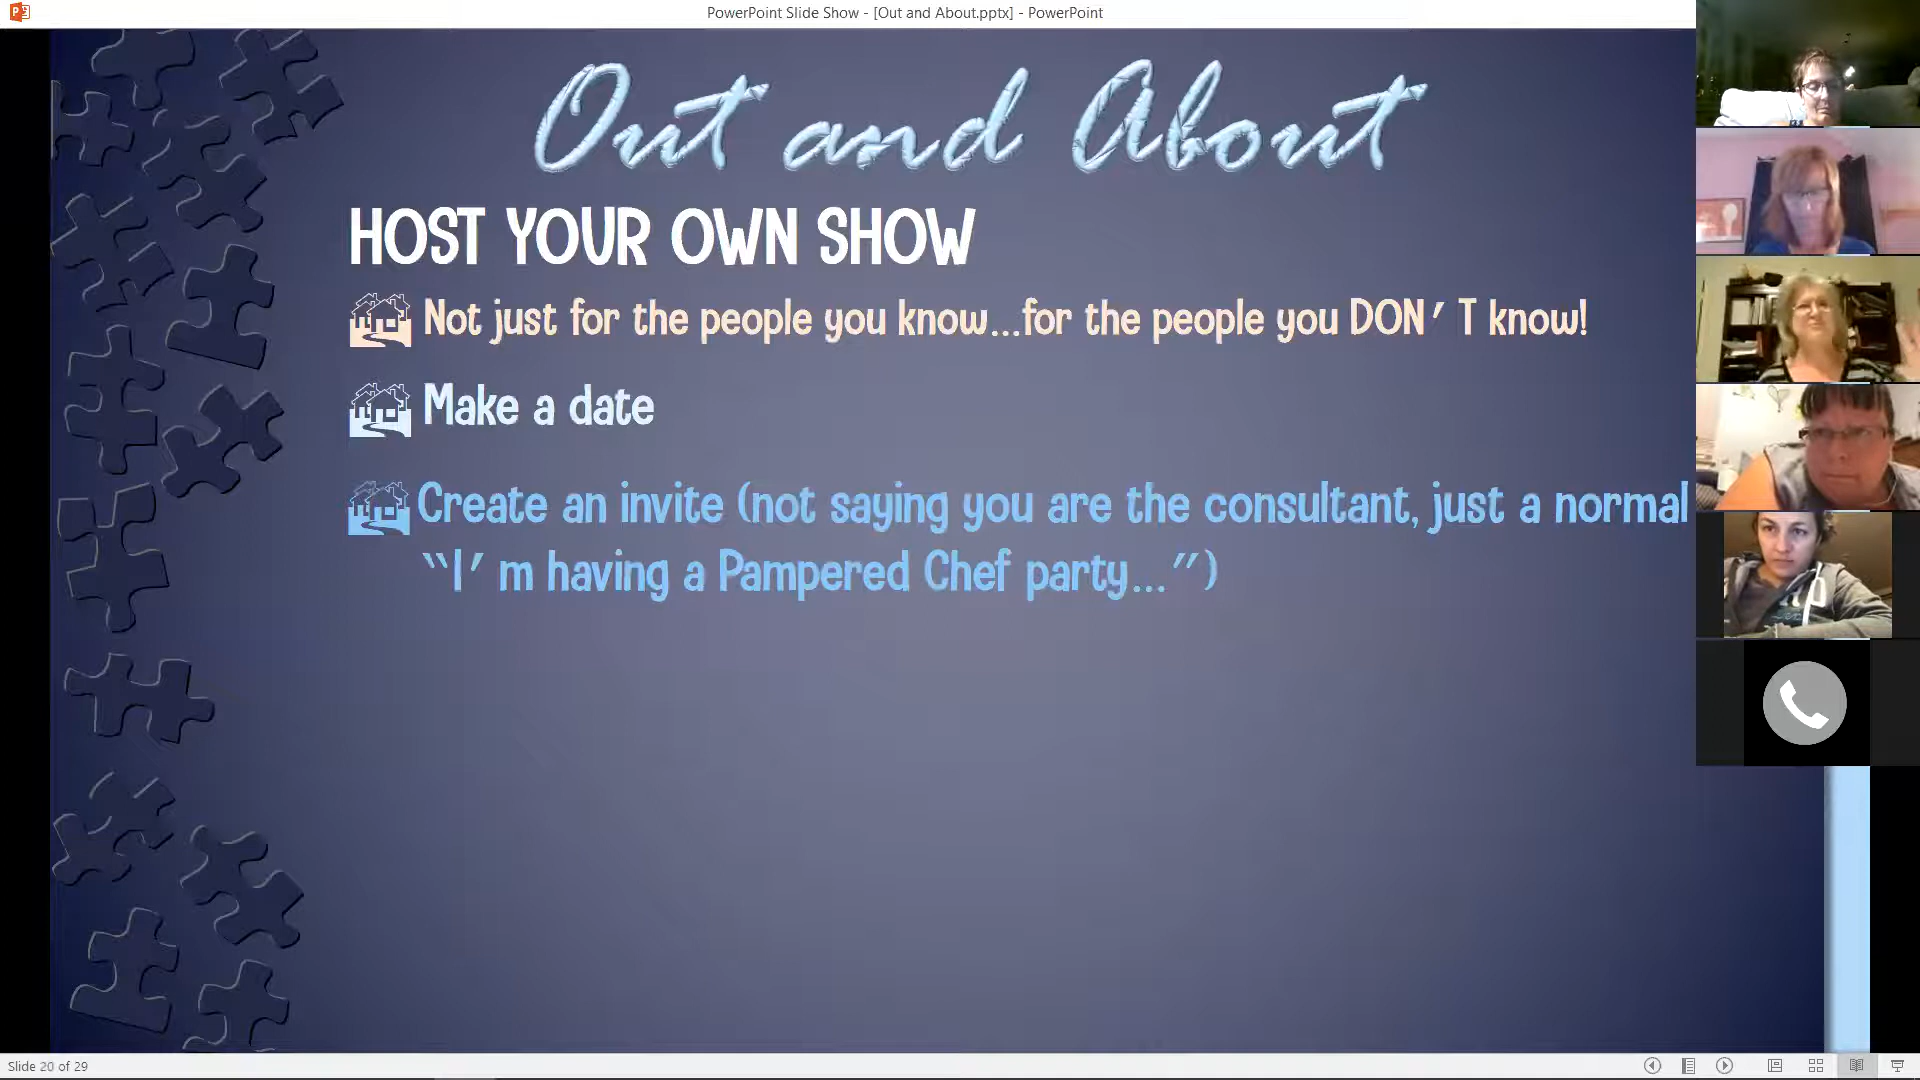 PowerPoint Slide Show - [Out and About.pptx] - PowerPoint
Out and About
HOST YOUR OWN SHOW
Not just for the people you know...for the people you DON' T know!
Make a date
Create an invite (not saying you are the consultant, just a normal
“I' m having a Pampered Chef party...”)
Slide 20 of 29